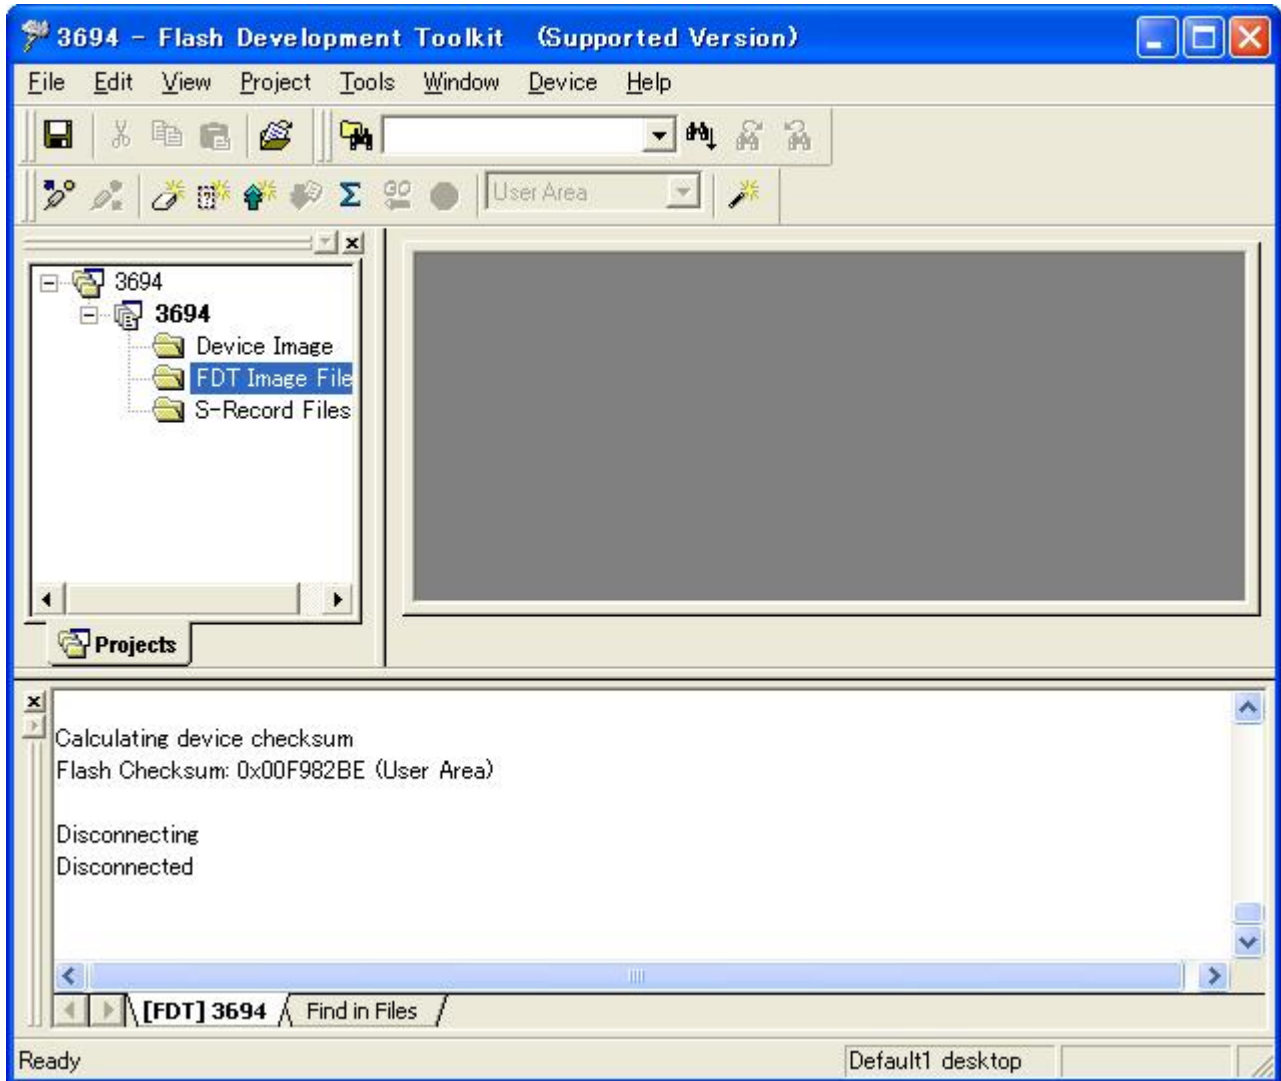 3694 - Flash Development Toolkit (Supported Version)
File Edit View Project Tools Window Device Help
User Area
3694
3694
Device Image
FDT Image File
S-Record Files
Projects
Calculating device checksum
Flash Checksum: 0x00F982BE (User Area)
Disconnecting
Disconnected
[FDT] 3694 Find in Files
Ready Default1 desktop